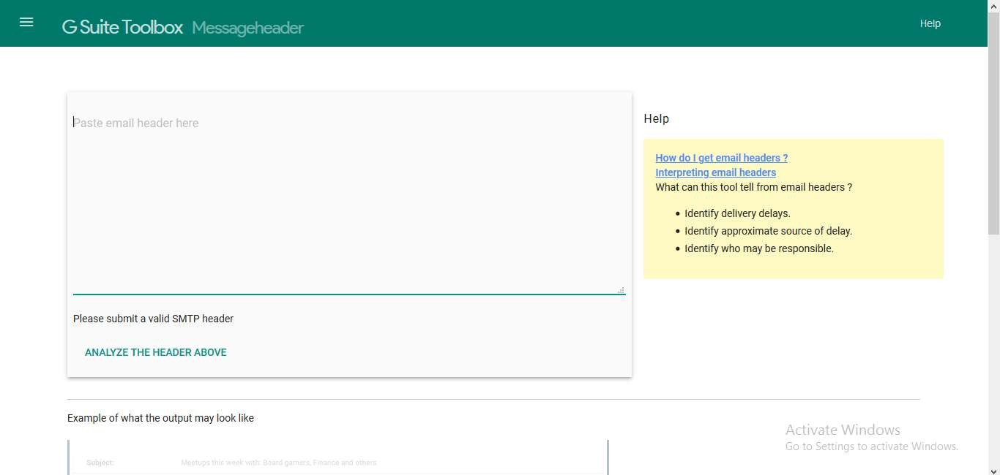 G Suite Toolbox Messageheader
Help
Paste email header here
Please submit a valid SMTP header
ANALYZE THE HEADER ABOVE
Help
How do I get email headers ?
Interpreting email headers
What can this tool tell from email headers ?
Identify delivery delays.
Identify approximate source of delay.
Identify who may be responsible.
Example of what the output may look like
Subject: Meetups this week with: Board gamers, Finance and others
Activate Windows
Go to Settings to activate Windows.